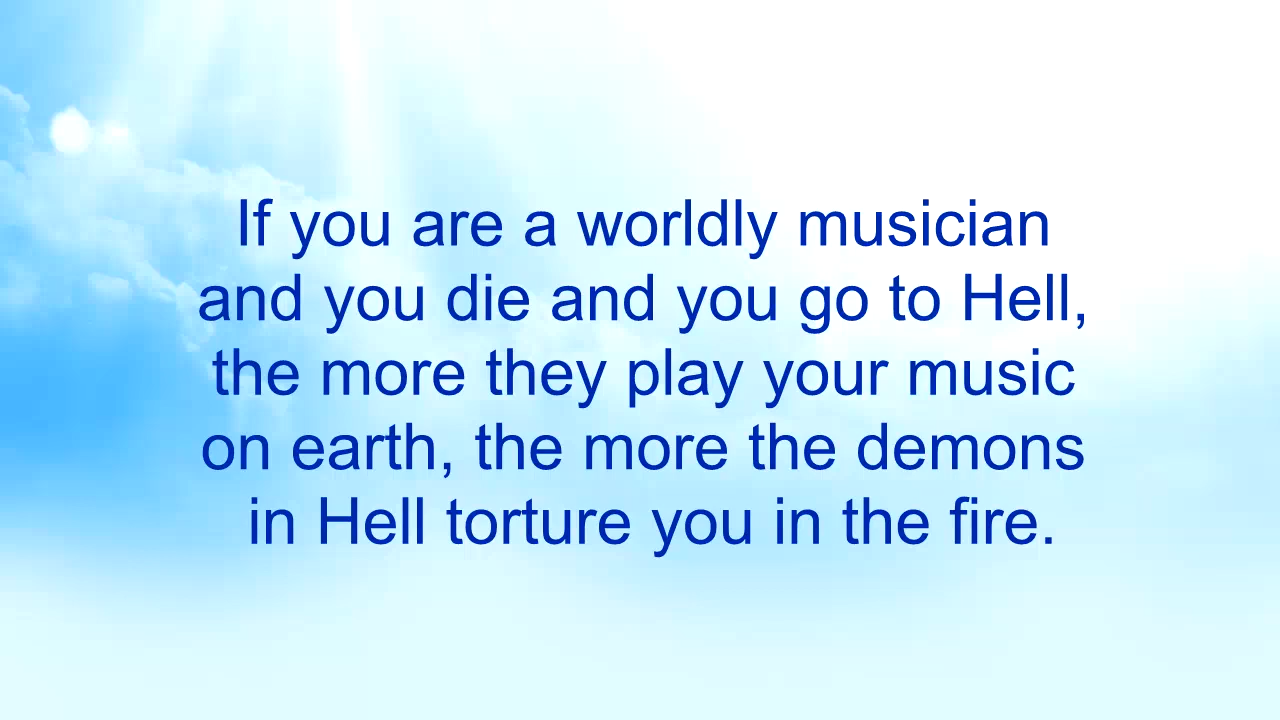 If you are a worldly musician
and you die and you go to Hell,
the more they play your music
on earth, the more the demons
in Hell torture you in the fire.